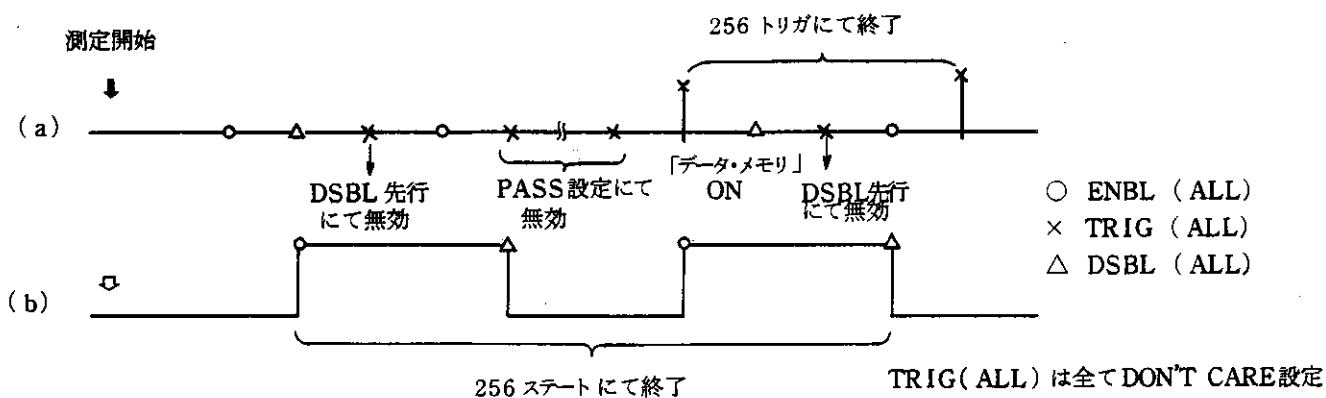 256 トリガにて終了
測定開始
(a)
DSBL 先行
にて無効
PASS 設定にて
無効
「データ・メモリ」
ON
DSBL先行
にて無効
○ ENBL (ALL)
× TRIG (ALL)
△ DSBL (ALL)
(b)
256 ステートにて終了
TRIG(ALL) は全てDON'T CARE設定